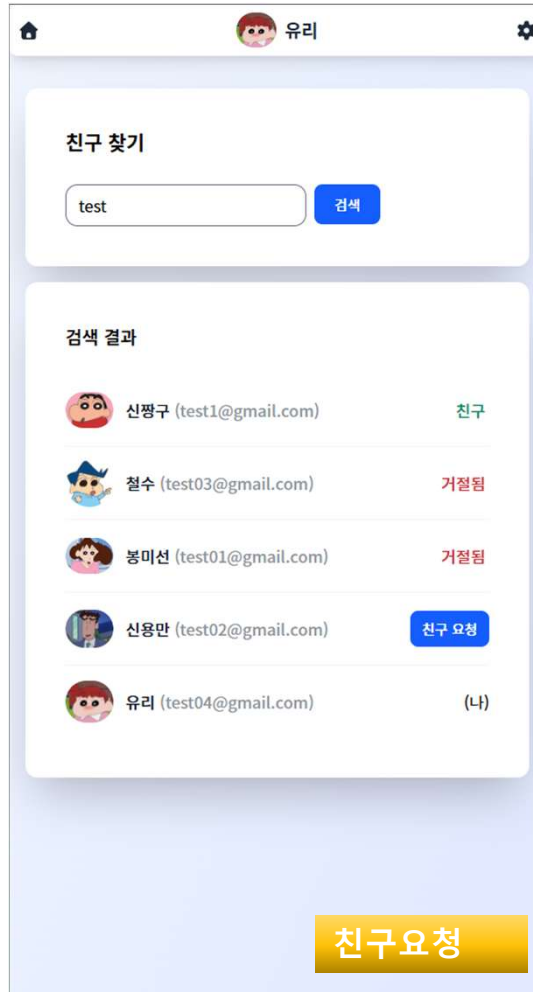 유리
친구 찾기
test
검색
검색 결과
신짱구 (test1@gmail.com) 친구
철수 (test03@gmail.com) 거절됨
봉미선 (test01@gmail.com) 거절됨
신용만 (test02@gmail.com) 친구 요청
유리 (test04@gmail.com) (나)
친구요청